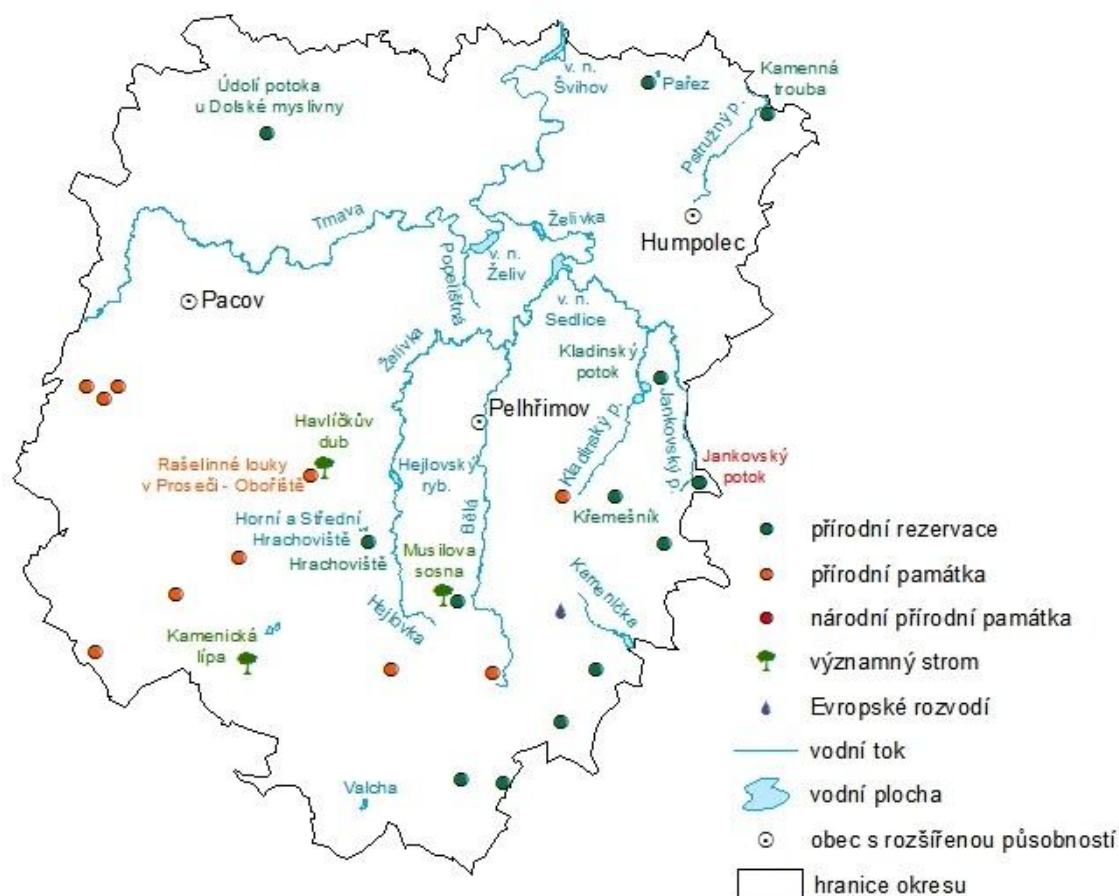 Údolí potoka
u Dolské myslivny
v. n.
Švihov
Pařez
Kamenná
trouba
Pstružný p.
Humpolec
Trnava
Želivka
Popelištná
v. n.
Želiv
Pacov
v. n.
Sedlice
Želivka
Kladinský
potok
Pelhřimov
Kladinský p.
Jankovský p.
Havlíčkův
dub
Rašelinné louky
v Proseči - Obořiště
Hejlovský
ryb.
Bělá
Jankovský
potok
Křemešník
Horní a Střední
Hrachoviště
Hrachoviště
Musilova
sosna
Hejlovka
Kamenička
Kamenická
lípa
Valcha
přírodní rezervace
přírodní památka
národní přírodní památka
významný strom
Evropské rozvodí
vodní tok
vodní plocha
obec s rozšířenou působností
hranice okresu